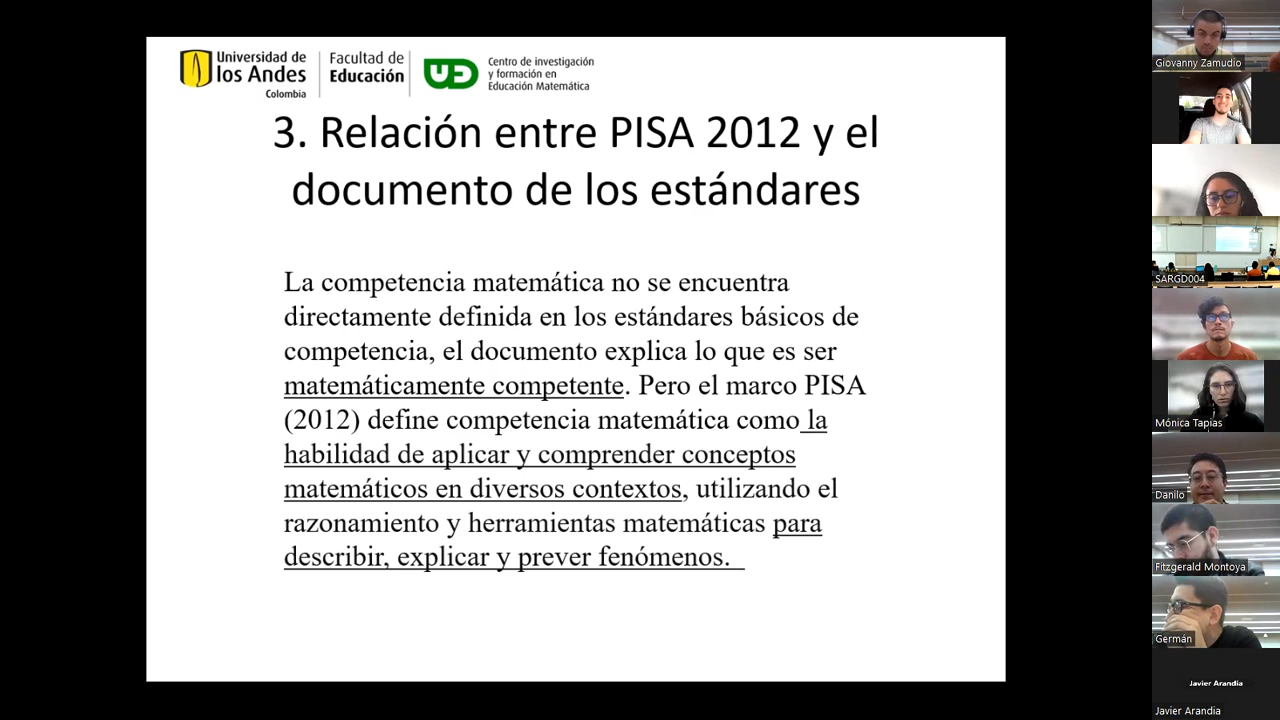 Universidad de
los Andes
Colombia
Facultad de
Educación
UED
Centro de investigación
y formación en
Educación Matemática
3. Relación entre PISA 2012 y el
documento de los estándares
La competencia matemática no se encuentra
directamente definida en los estándares básicos de
competencia, el documento explica lo que es ser
matemáticamente competente. Pero el marco PISA
(2012) define competencia matemática como la
habilidad de aplicar y comprender conceptos
matemáticos en diversos contextos, utilizando el
razonamiento y herramientas matemáticas para
describir, explicar y prever fenómenos.
Giovanny Zamudio
SARGD004
Mónica Tapias
Danilo
Fitzgerald Montoya
Germán
Javier Arandia
Javier Arandia